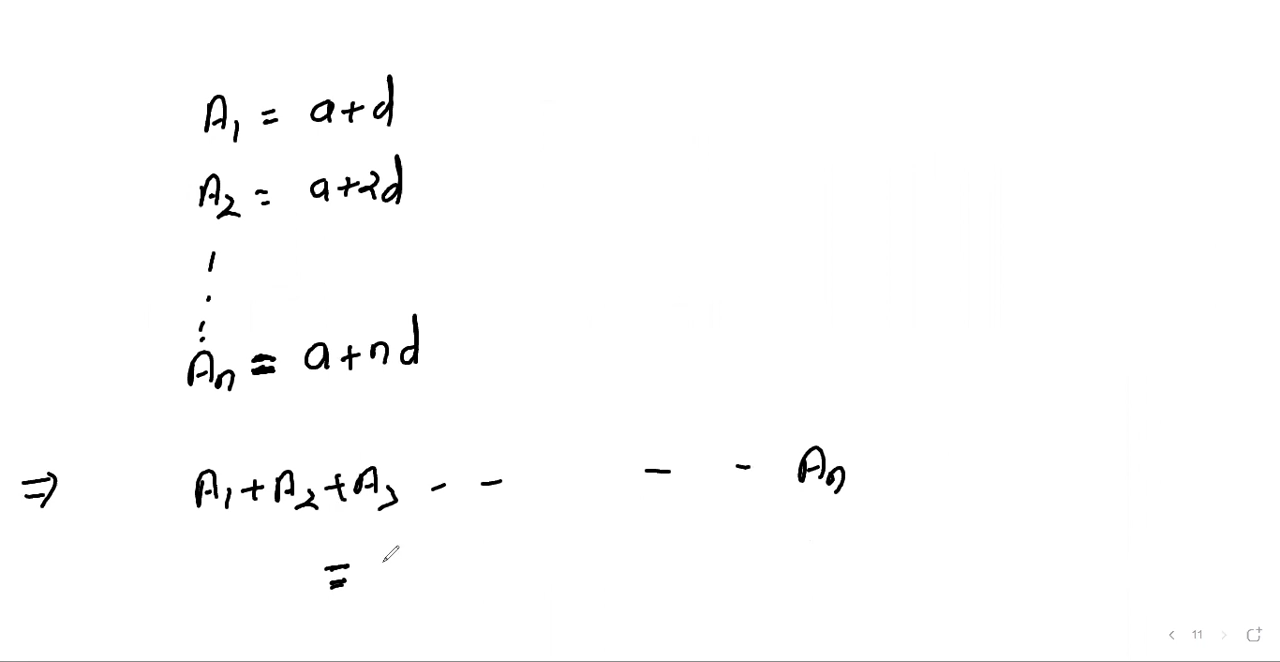 A₁ = a+d
A₂ = a+2d
⋮
Aₙ = a+nd
⇒ A₁+A₂+A₃ - - - - Aₙ
=
11